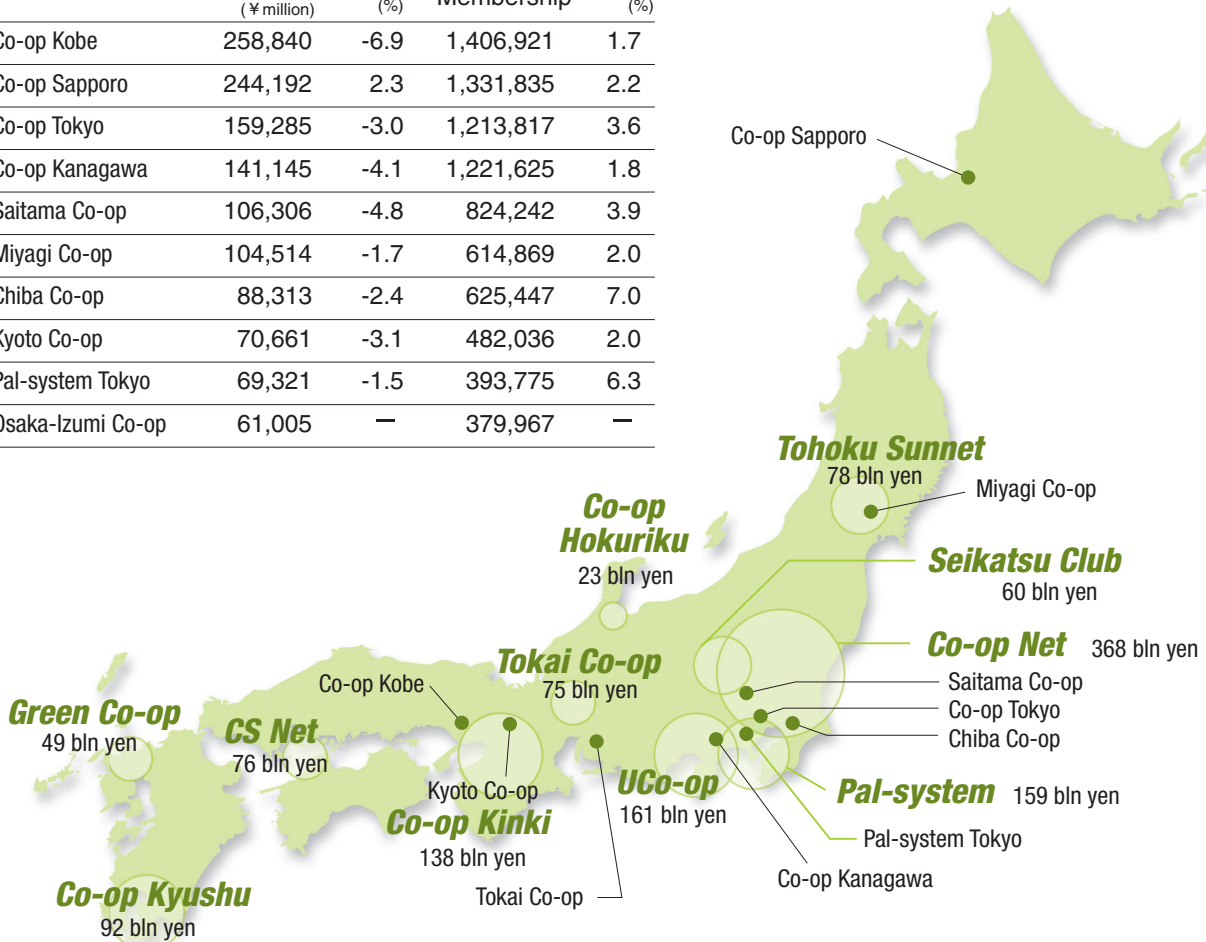 (¥million) (%) Membership (%)
Co-op Kobe 258,840 -6.9 1,406,921 1.7
Co-op Sapporo 244,192 2.3 1,331,835 2.2
Co-op Tokyo 159,285 -3.0 1,213,817 3.6
Co-op Kanagawa 141,145 -4.1 1,221,625 1.8
Saitama Co-op 106,306 -4.8 824,242 3.9
Miyagi Co-op 104,514 -1.7 614,869 2.0
Chiba Co-op 88,313 -2.4 625,447 7.0
Kyoto Co-op 70,661 -3.1 482,036 2.0
Pal-system Tokyo 69,321 -1.5 393,775 6.3
Osaka-Izumi Co-op 61,005 — 379,967 —
Co-op Sapporo
Tohoku Sunnet
78 bln yen
Miyagi Co-op
Co-op
Hokuriku
23 bln yen
Seikatsu Club
60 bln yen
Co-op Net 368 bln yen
Saitama Co-op
Co-op Tokyo
Chiba Co-op
Tokai Co-op
75 bln yen
Co-op Kobe
Green Co-op
49 bln yen
CS Net
76 bln yen
Kyoto Co-op
Co-op Kinki
138 bln yen
UCo-op
161 bln yen
Pal-system 159 bln yen
Pal-system Tokyo
Co-op Kanagawa
Tokai Co-op
Co-op Kyushu
92 bln yen